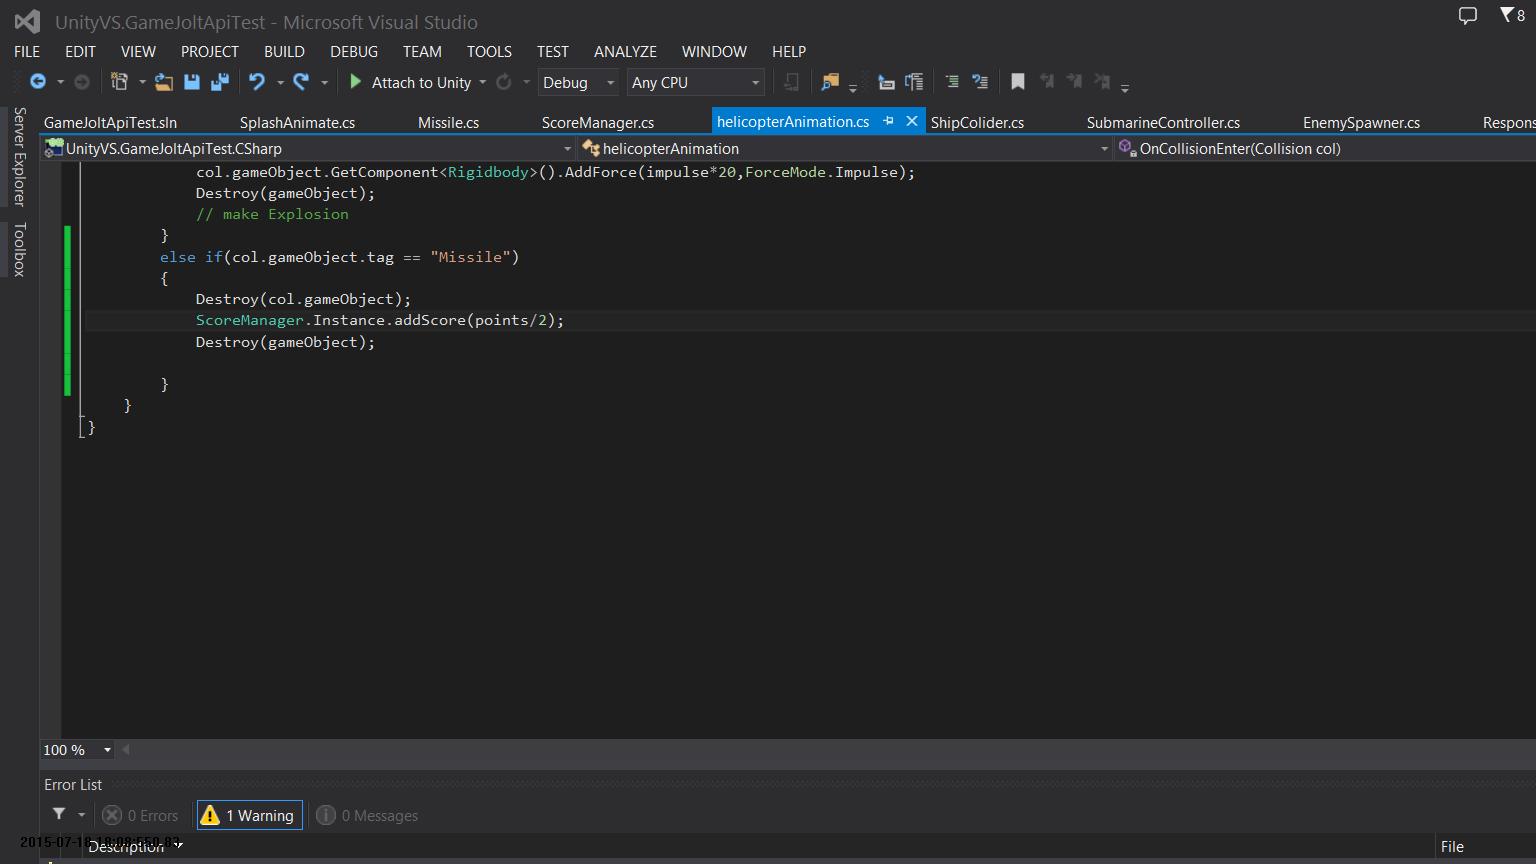 UnityVS.GameJoltApiTest - Microsoft Visual Studio
8
FILE EDIT VIEW PROJECT BUILD DEBUG TEAM TOOLS TEST ANALYZE WINDOW HELP
Attach to Unity Debug Any CPU
Server Explorer
Toolbox
GameJoltApiTest.sln SplashAnimate.cs Missile.cs ScoreManager.cs helicopterAnimation.cs ShipColider.cs SubmarineController.cs EnemySpawner.cs Respons
UnityVS.GameJoltApiTest.CSharp helicopterAnimation OnCollisionEnter(Collision col)
col.gameObject.GetComponent<Rigidbody>().AddForce(impulse*20,ForceMode.Impulse);
Destroy(gameObject);
// make Explosion
}
else if(col.gameObject.tag == "Missile")
{
Destroy(col.gameObject);
ScoreManager.Instance.addScore(points/2);
Destroy(gameObject);
}
}
}
100 %
Error List
0 Errors 1 Warning 0 Messages
Description File